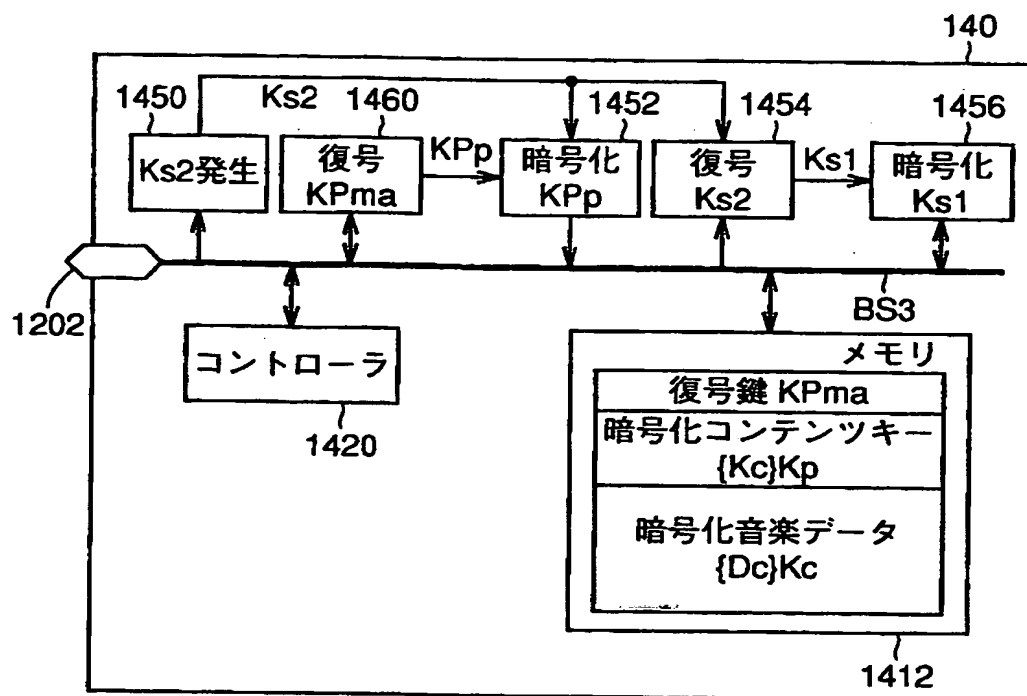 140
1450
Ks2
1460
1452
1454
1456
Ks2発生
復号
KPma
KPp
暗号化
KPp
復号
Ks2
Ks1
暗号化
Ks1
1202
BS3
コントローラ
1420
メモリ
復号鍵 KPma
暗号化コンテンツキー
{Kc}Kp
暗号化音楽データ
{Dc}Kc
1412